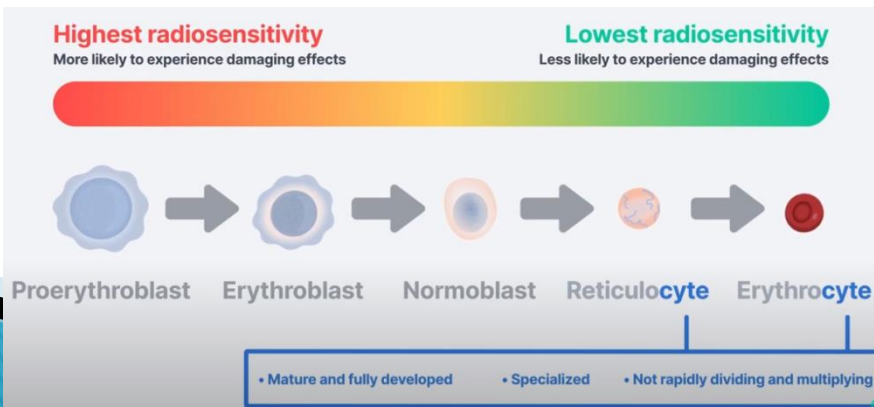 Highest radiosensitivity
More likely to experience damaging effects
Lowest radiosensitivity
Less likely to experience damaging effects
Proerythroblast Erythroblast Normoblast Reticulocyte Erythrocyte
• Mature and fully developed • Specialized • Not rapidly dividing and multiplying